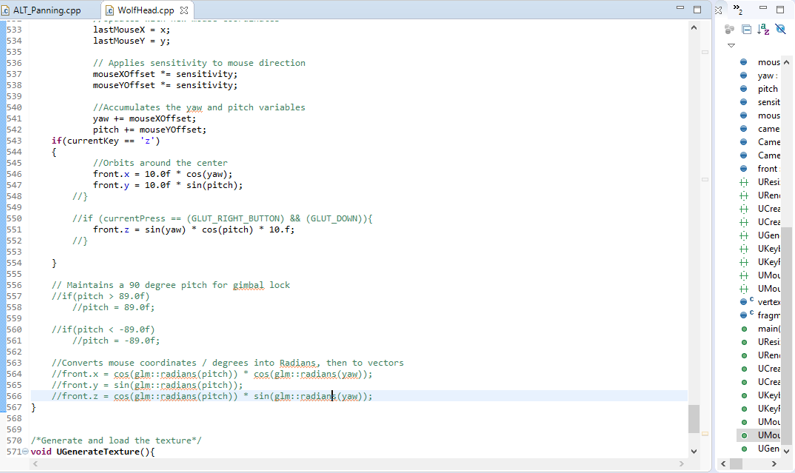 ALT_Panning.cpp
WolfHead.cpp
2
533 lastMouseX = x;
534 lastMouseY = y;
535
536 // Applies sensitivity to mouse direction
537 mouseXOffset *= sensitivity;
538 mouseYOffset *= sensitivity;
539
540 //Accumulates the yaw and pitch variables
541 yaw += mouseXOffset;
542 pitch += mouseYOffset;
543 if(currentKey == 'z')
544 {
545 //Orbits around the center
546 front.x = 10.0f * cos(yaw);
547 front.y = 10.0f * sin(pitch);
548 //}
549
550 //if (currentPress == (GLUT_RIGHT_BUTTON) && (GLUT_DOWN)){
551 front.z = sin(yaw) * cos(pitch) * 10.f;
552 //}
553
554 }
555
556 // Maintains a 90 degree pitch for gimbal lock
557 //if(pitch > 89.0f)
558 //pitch = 89.0f;
559
560 //if(pitch < -89.0f)
561 //pitch = -89.0f;
562
563 //Converts mouse coordinates / degrees into Radians, then to vectors
564 //front.x = cos(glm::radians(pitch)) * cos(glm::radians(yaw));
565 //front.y = sin(glm::radians(pitch));
566 //front.z = cos(glm::radians(pitch)) * sin(glm::radians(yaw));
567 }
568
569
570 /*Generate and load the texture*/
571 void UGenerateTexture(){
mous
yaw :
pitch
sensit
mous
came
Came
Came
front
UResi
URen
UCrea
UCrea
UGen
UKeyb
UKeyF
UMou
UMou
vertex
fragm
main(
UResi
URen
UCrea
UCrea
UKeyb
UKeyF
UMou
UMou
UGen